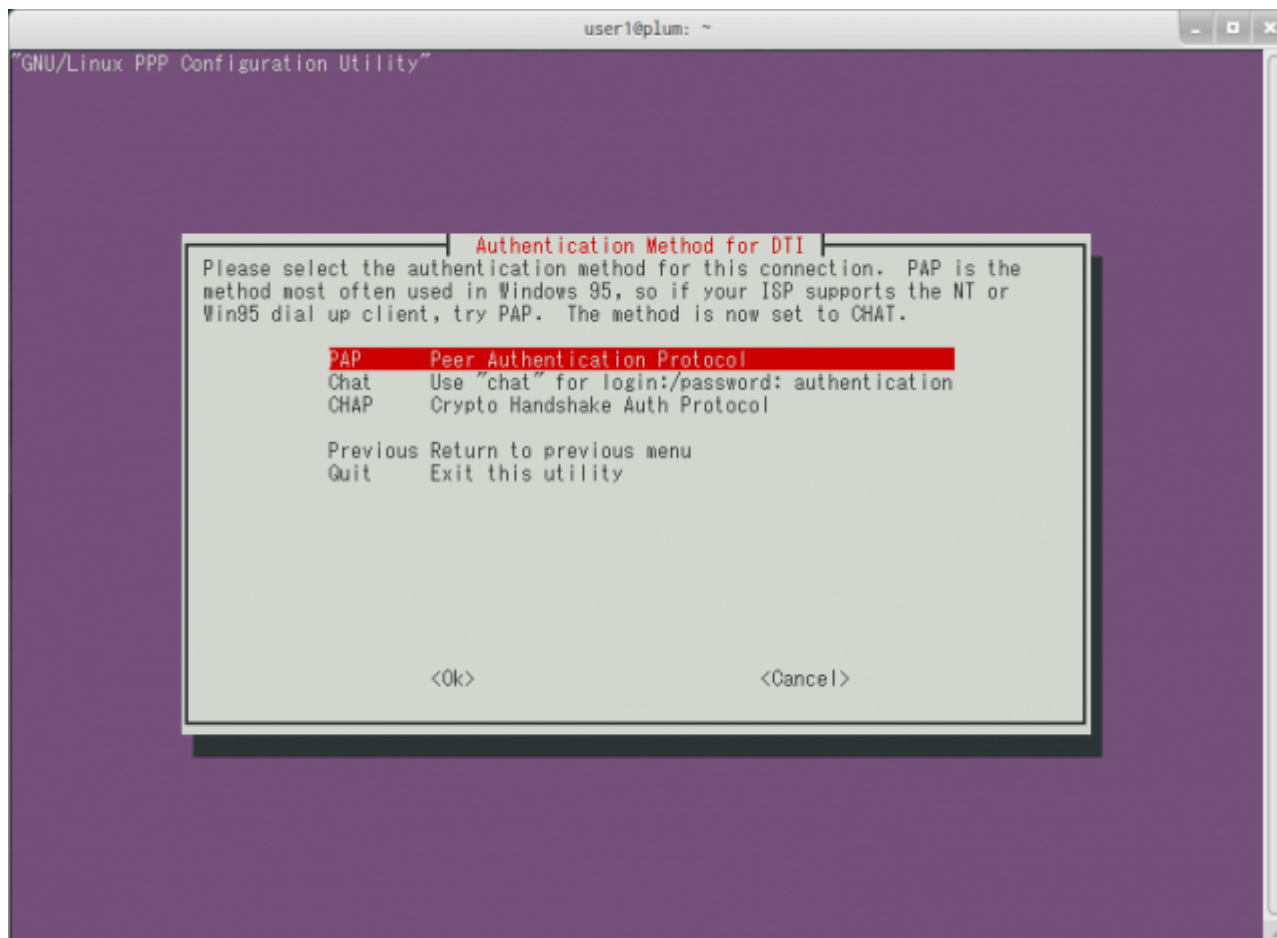 user1@plum: ~
"GNU/Linux PPP Configuration Utility"
Authentication Method for DTI
Please select the authentication method for this connection.  PAP is the
method most often used in Windows 95, so if your ISP supports the NT or
Win95 dial up client, try PAP.  The method is now set to CHAT.
PAP Peer Authentication Protocol
Chat Use "chat" for login:/password: authentication
CHAP Crypto Handshake Auth Protocol
Previous Return to previous menu
Quit Exit this utility
<Ok> <Cancel>